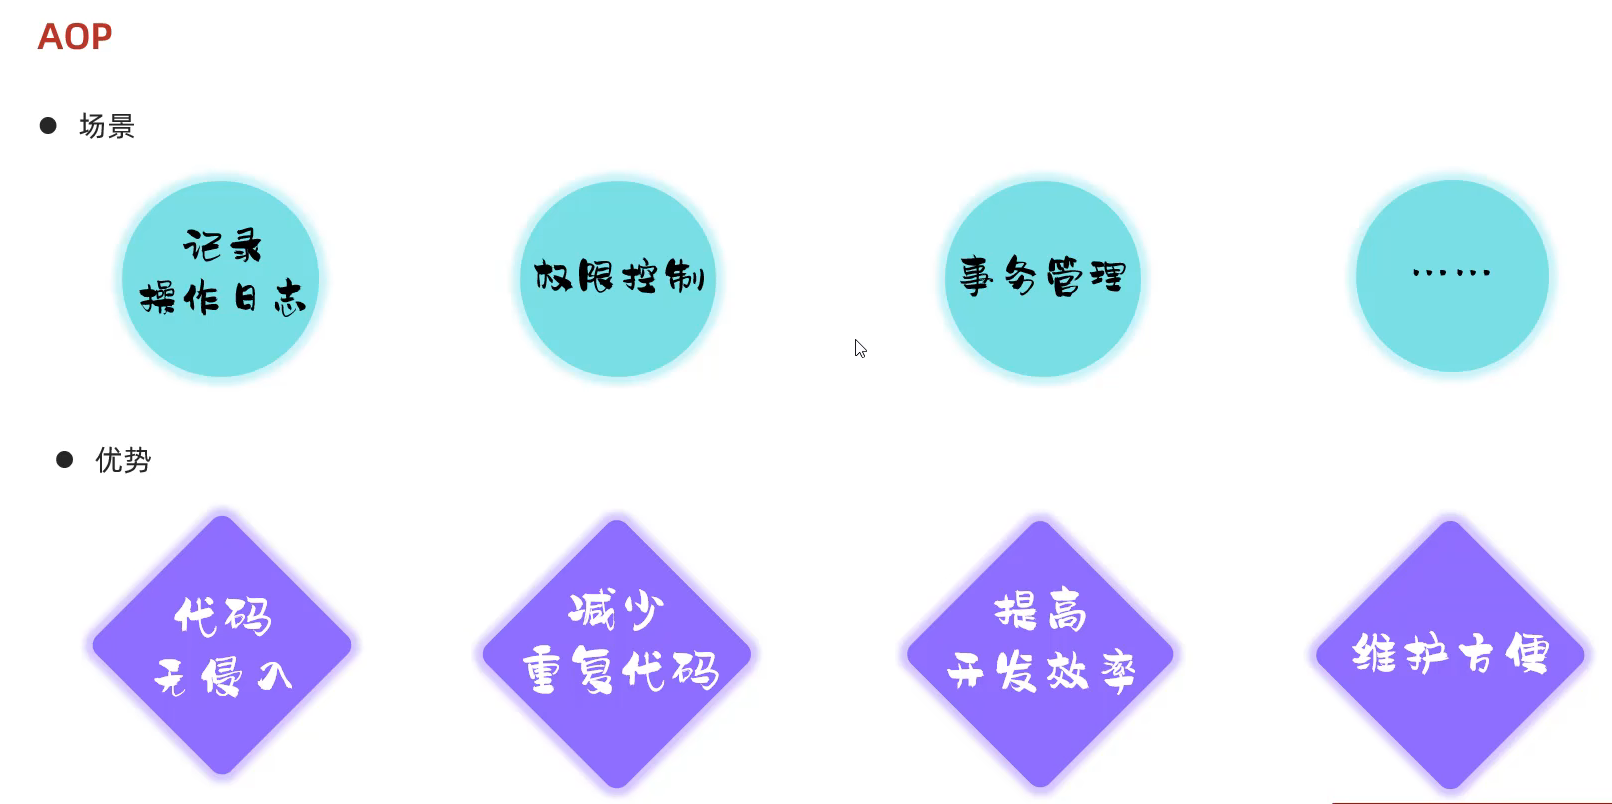 AOP
● 场景
记录
操作日志
权限控制
事务管理
……
● 优势
代码
无侵入
减少
重复代码
提高
开发效率
维护方便